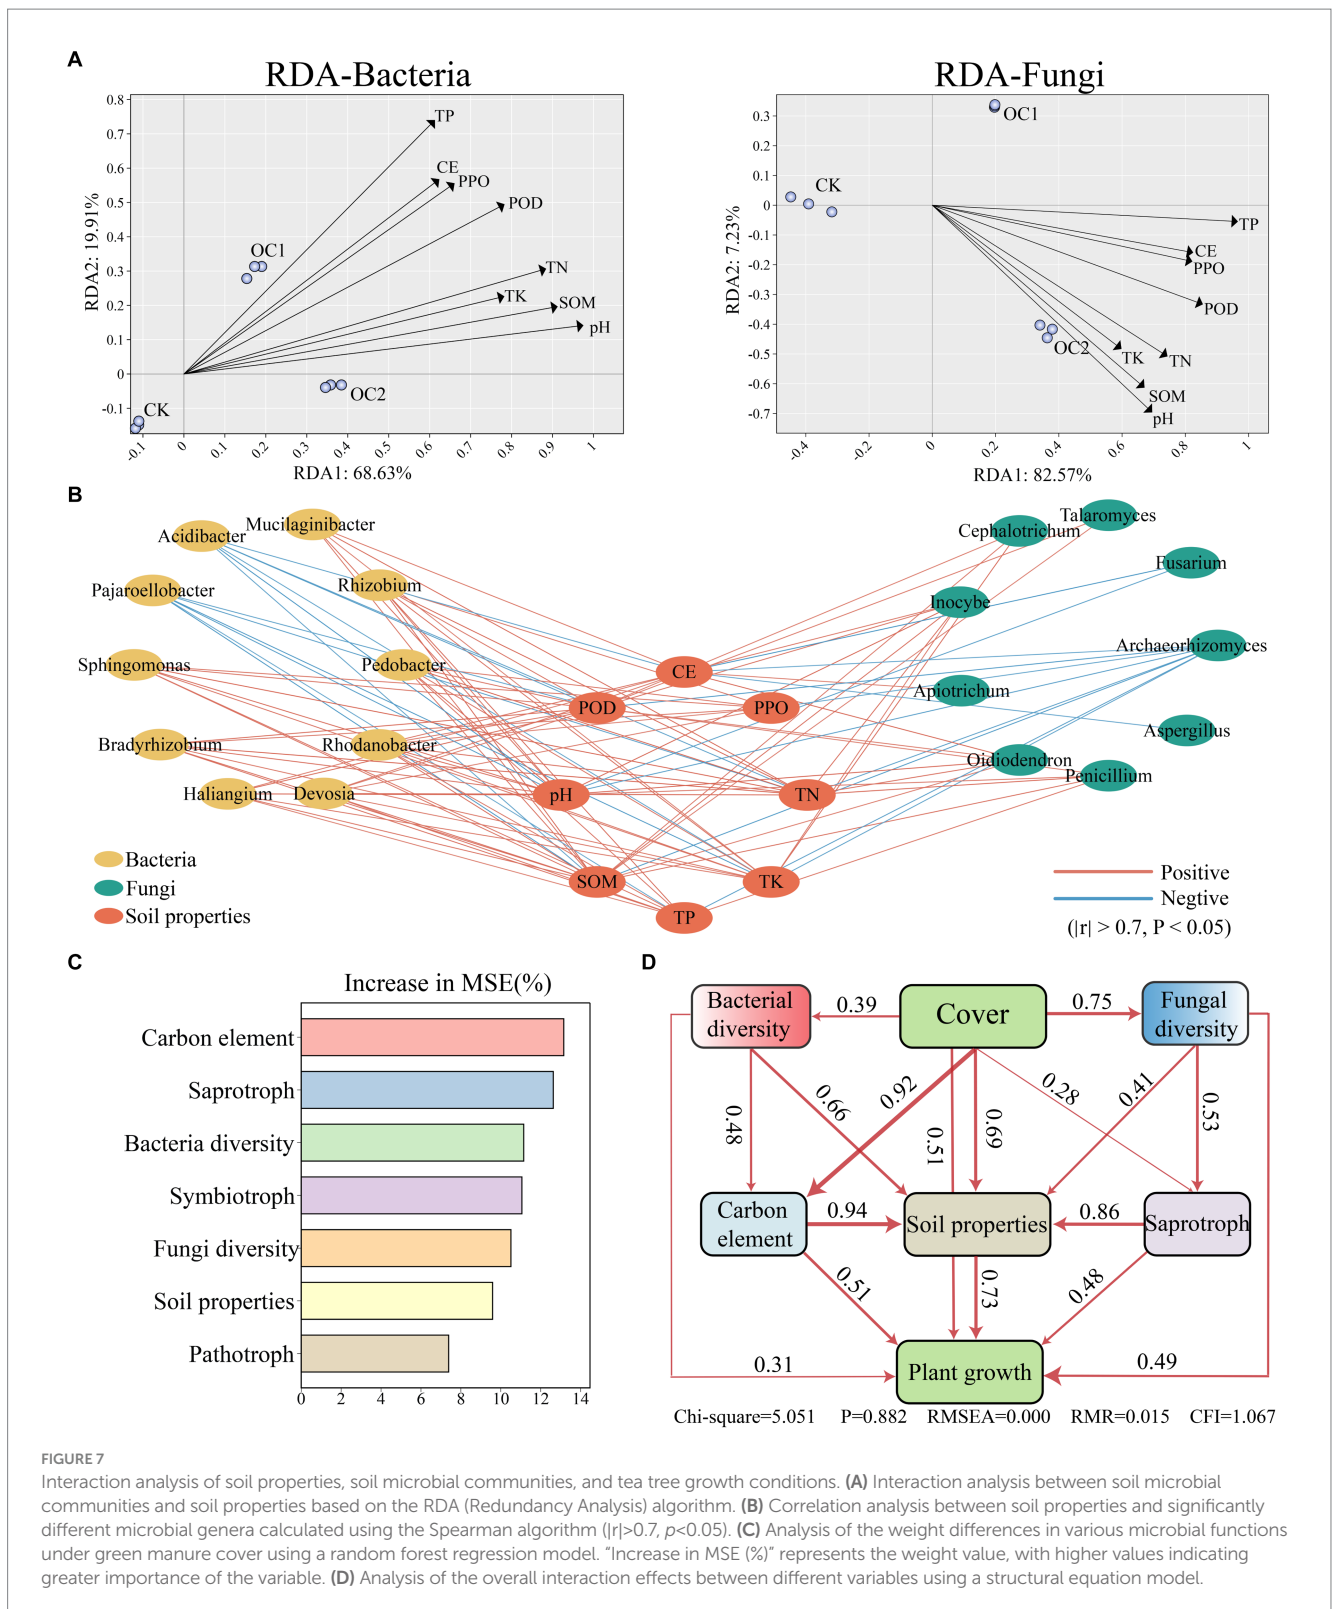 A
RDA-Bacteria
0.8
0.7
0.6
0.5
0.4
0.3
0.2
0.1
0
-0.1
RDA2: 19.91%
TP
CE
PPO
POD
TN
TK
SOM
pH
OC1
OC2
CK
-0.1
0
0.1
0.2
0.3
0.4
0.5
0.6
0.7
0.8
0.9
1
RDA1: 68.63%
RDA-Fungi
0.3
0.2
0.1
0
-0.1
-0.2
-0.3
-0.4
-0.5
-0.6
-0.7
RDA2: 7.23%
OC1
CK
TP
CE
PPO
POD
OC2
TK
TN
SOM
pH
-0.4
-0.2
0
0.2
0.4
0.6
0.8
1
RDA1: 82.57%
B
Mucilaginibacter
Acidibacter
Rhizobium
Pajaroellobacter
Sphingomonas
Pedobacter
Bradyrhizobium
Rhodanobacter
Haliangium
Devosia
CE
POD
PPO
pH
TN
SOM
TK
TP
Talaromyces
Cephalotrichum
Fusarium
Inocybe
Archaeorhizomyces
Apiotrichum
Aspergillus
Oidiodendron
Penicillium
Bacteria
Fungi
Soil properties
Positive
Negtive
(|r| > 0.7, P < 0.05)
C
Increase in MSE(%)
Carbon element
Saprotroph
Bacteria diversity
Symbiotroph
Fungi diversity
Soil properties
Pathotroph
0
2
4
6
8
10
12
14
D
Bacterial
diversity
0.39
Cover
0.75
Fungal
diversity
0.48
0.66
0.92
0.51
0.69
0.28
0.41
0.53
Carbon
element
0.94
Soil properties
0.86
Saprotroph
0.51
0.73
0.48
0.31
Plant growth
0.49
Chi-square=5.051 P=0.882 RMSEA=0.000 RMR=0.015 CFI=1.067
FIGURE 7
Interaction analysis of soil properties, soil microbial communities, and tea tree growth conditions. (A) Interaction analysis between soil microbial
communities and soil properties based on the RDA (Redundancy Analysis) algorithm. (B) Correlation analysis between soil properties and significantly
different microbial genera calculated using the Spearman algorithm (|r|>0.7, p<0.05). (C) Analysis of the weight differences in various microbial functions
under green manure cover using a random forest regression model. “Increase in MSE (%)” represents the weight value, with higher values indicating
greater importance of the variable. (D) Analysis of the overall interaction effects between different variables using a structural equation model.